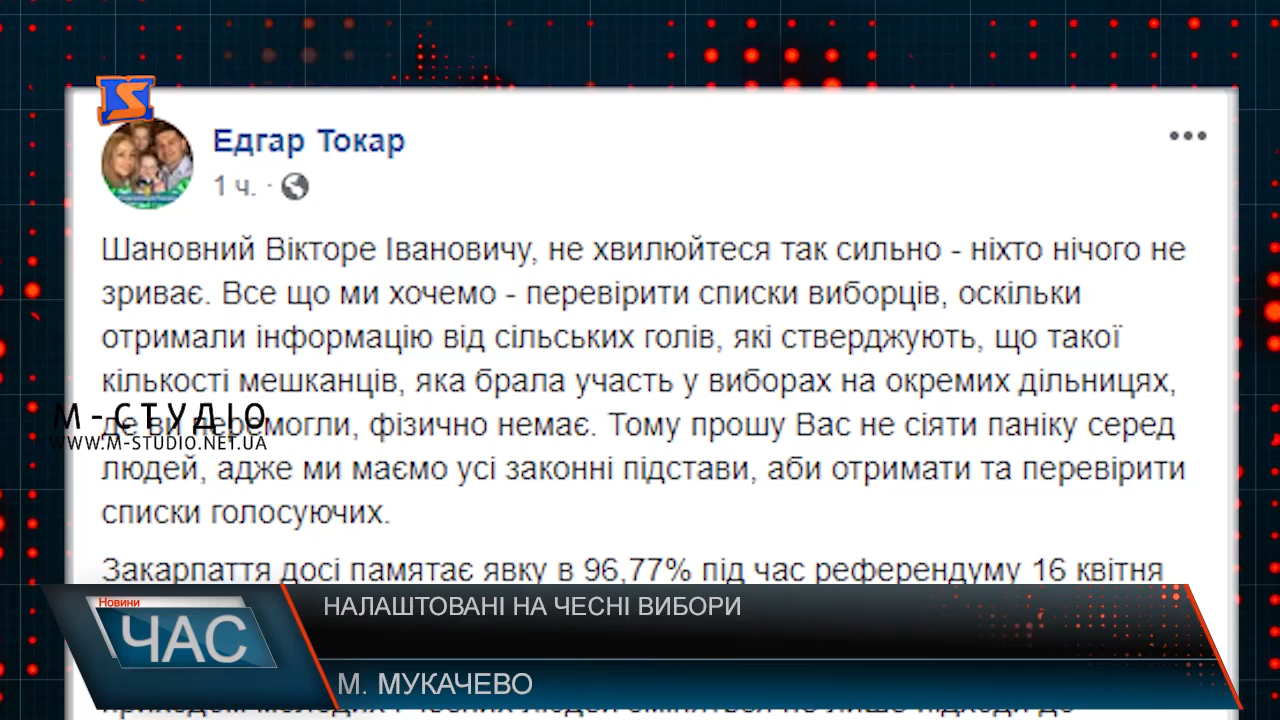 Едгар Токар
1 ч. ·
Шановний Вікторе Івановичу, не хвилюйтеся так сильно - ніхто нічого не
зриває. Все що ми хочемо - перевірити списки виборців, оскільки
отримали інформацію від сільських голів, які стверджують, що такої
кількості мешканців, яка брала участь у виборах на окремих дільницях,
М-СТУДІО
де ви перемогли, фізично немає. Тому прошу Вас не сіяти паніку серед
WWW.M-STUDIO.NET.UA
людей, адже ми маємо усі законні підстави, аби отримати та перевірити
списки голосуючих.
Закарпаття досі памятає явку в 96,77% під час референдуму 16 квітня
Новини
ЧАС
НАЛАШТОВАНІ НА ЧЕСНІ ВИБОРИ
М. МУКАЧЕВО